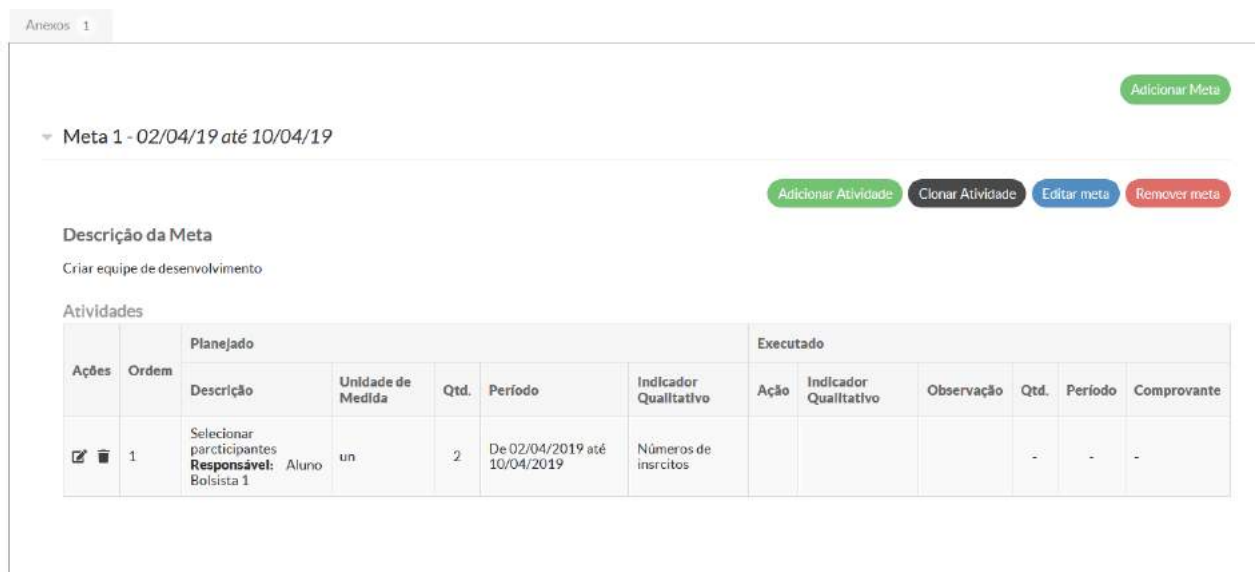 Anexos 1
Adicionar Meta
Meta 1 - 02/04/19 até 10/04/19
Adicionar Atividade Clonar Atividade Editar meta Remover meta
Descrição da Meta
Criar equipe de desenvolvimento
Atividades
Ações Ordem Planejado Executado
Descrição Unidade de Medida Qtd. Período Indicador Qualitativo Ação Indicador Qualitativo Observação Qtd. Período Comprovante
1 Selecionar parcticipantes Responsável: Aluno Bolsista 1 un 2 De 02/04/2019 até 10/04/2019 Números de insrcitos - - -